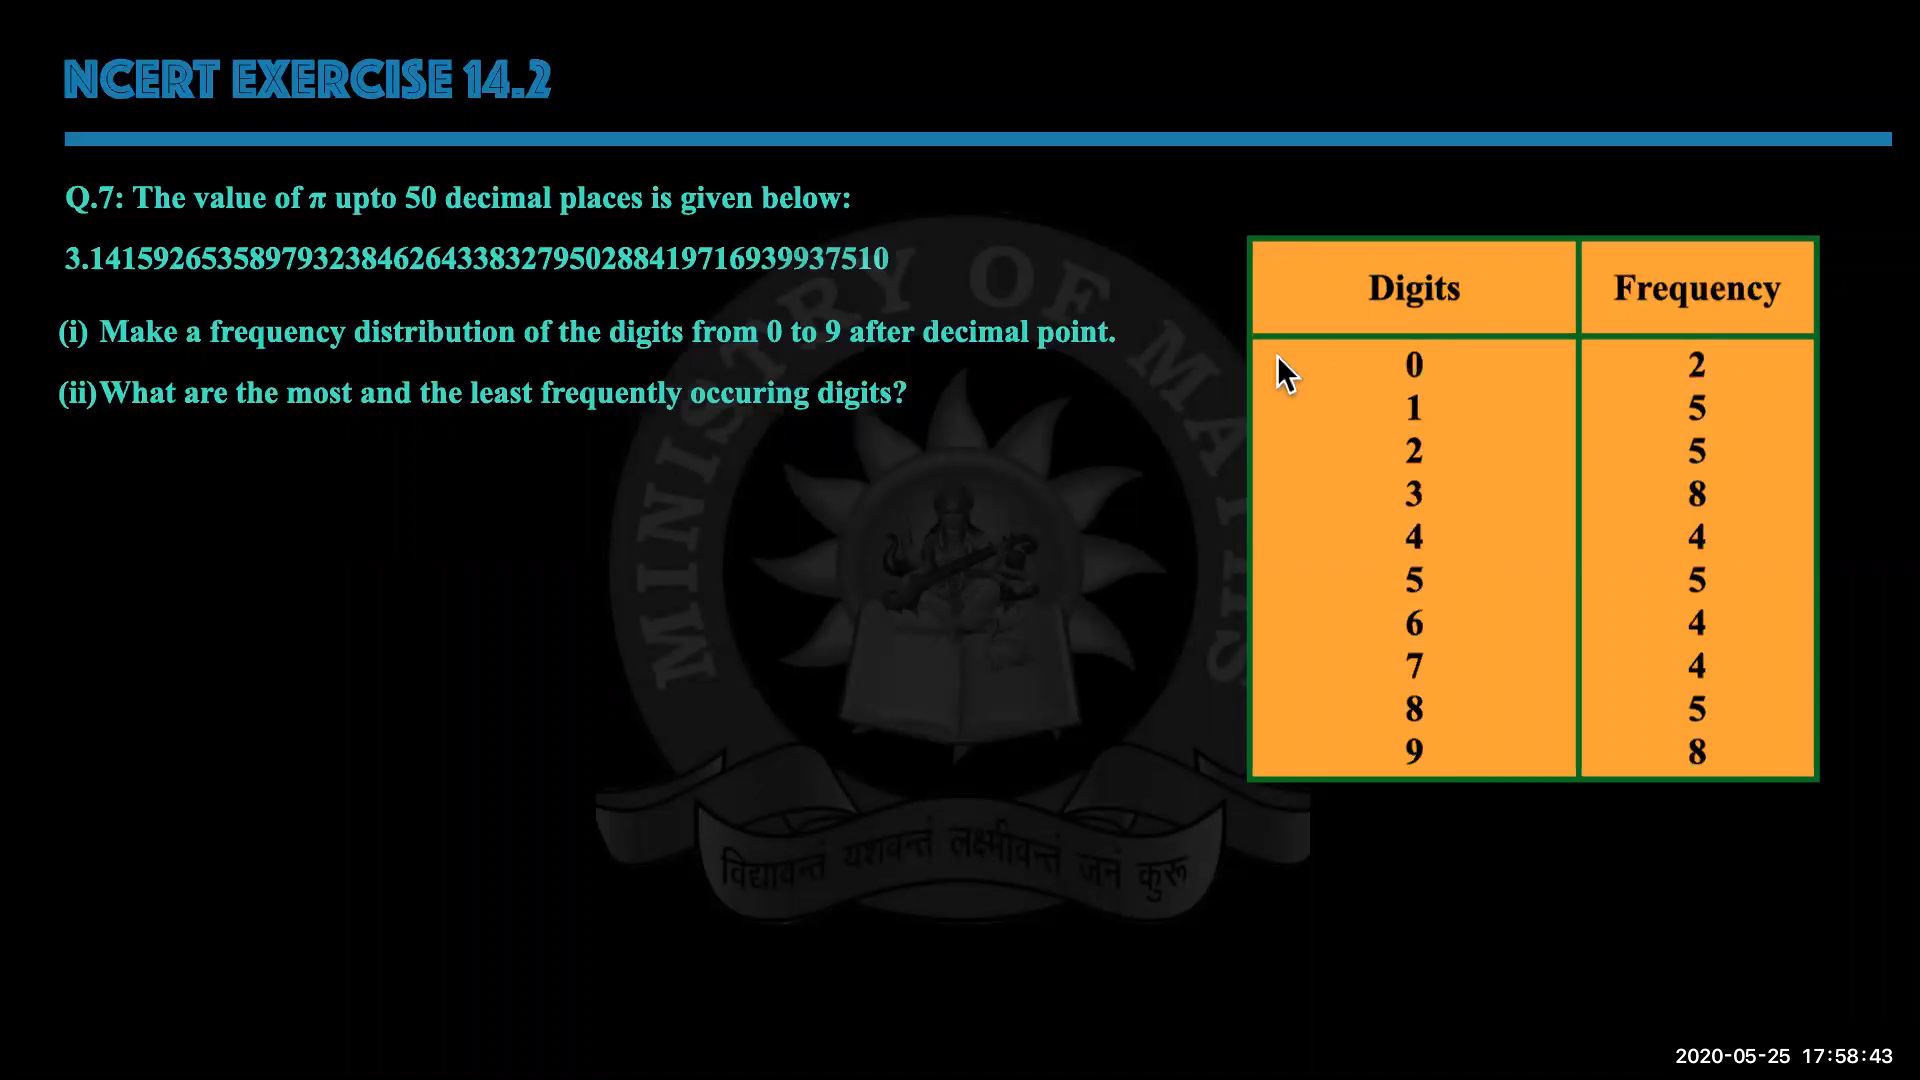 NCERT EXERCISE 14.2
Q.7: The value of π upto 50 decimal places is given below:
3.14159265358979323846264338327950288419716939937510
(i) Make a frequency distribution of the digits from 0 to 9 after decimal point.
(ii)What are the most and the least frequently occuring digits?
Digits Frequency
0 2
1 5
2 5
3 8
4 4
5 5
6 4
7 4
8 5
9 8
MINISTRY OF MATHS
विद्यावन्तं यशवन्तं लक्ष्मीवन्तं जनं कुरू
2020-05-25 17:58:43